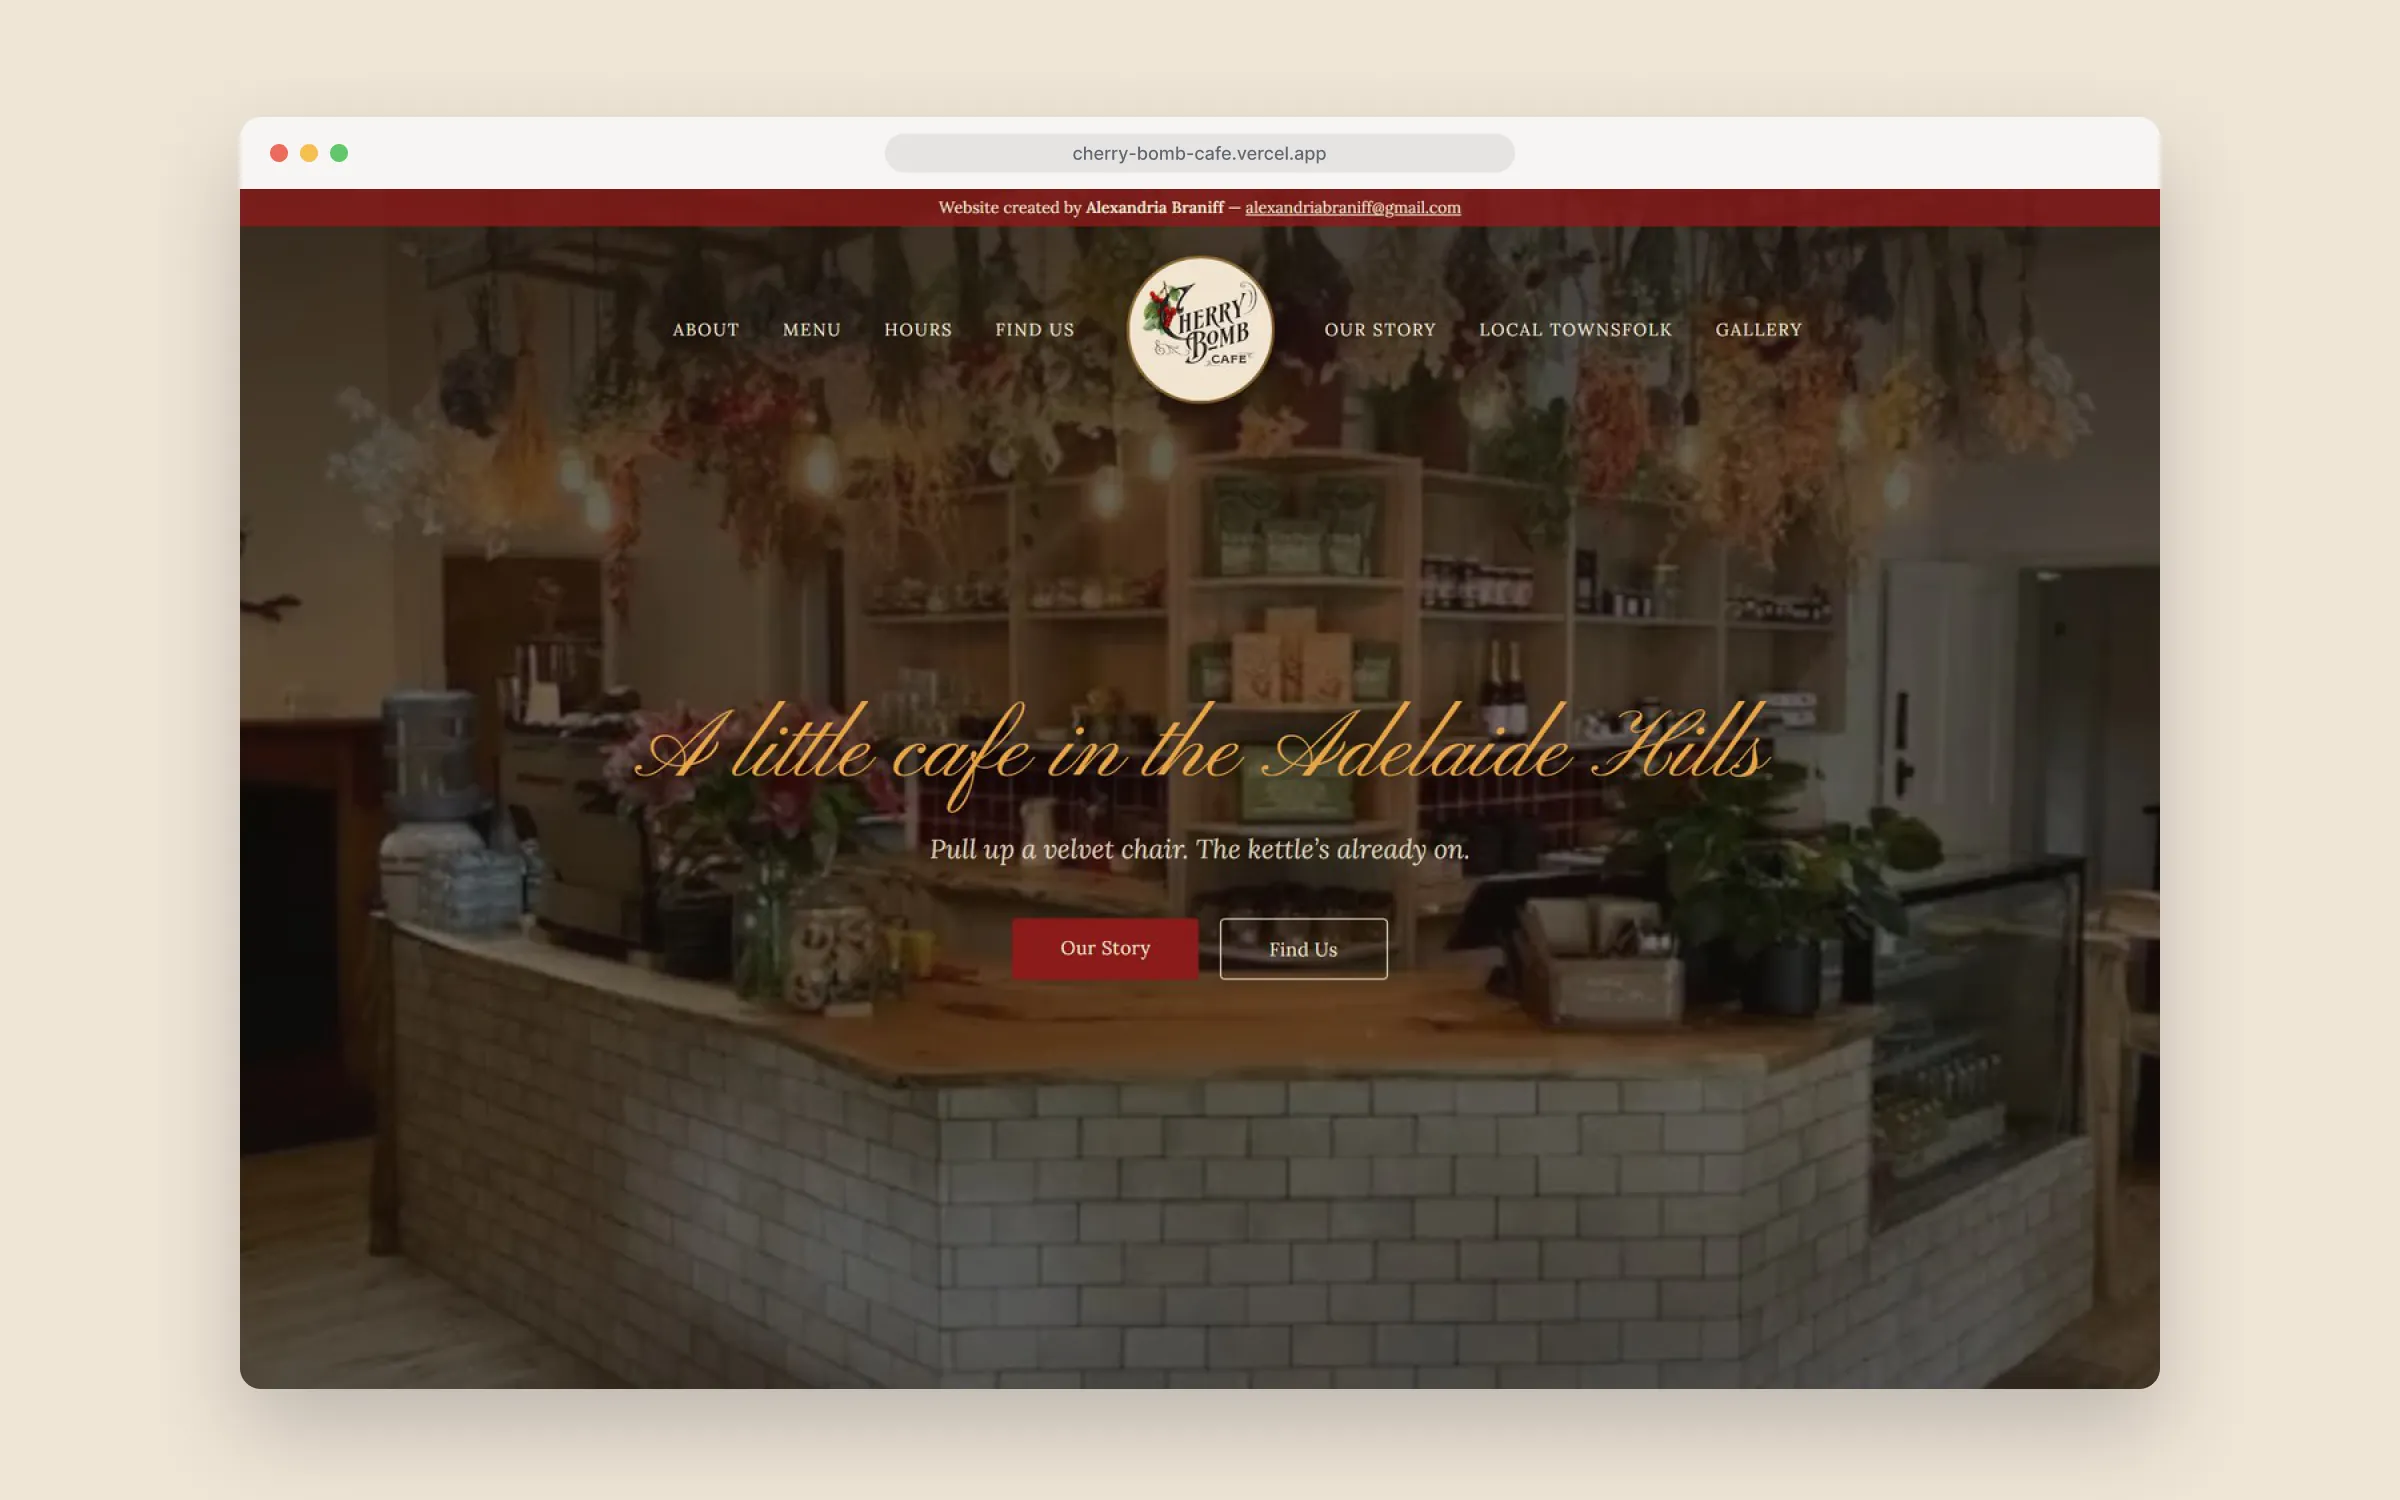 cherry-bomb-cafe.vercel.app
Website created by Alexandria Braniff — alexandriabraniff@gmail.com
ABOUT MENU HOURS FIND US
CHERRY
BOMB
CAFE
OUR STORY LOCAL TOWNSFOLK GALLERY
A little cafe in the Adelaide Hills
Pull up a velvet chair. The kettle’s already on.
Our Story Find Us